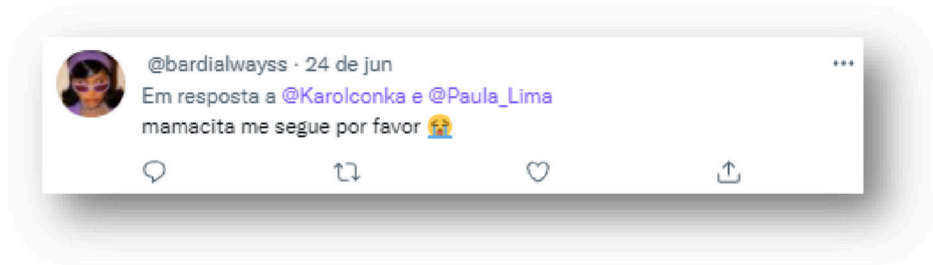 @bardialwayss · 24 de jun
Em resposta a @Karolconka e @Paula_Lima
mamacita me segue por favor 😭